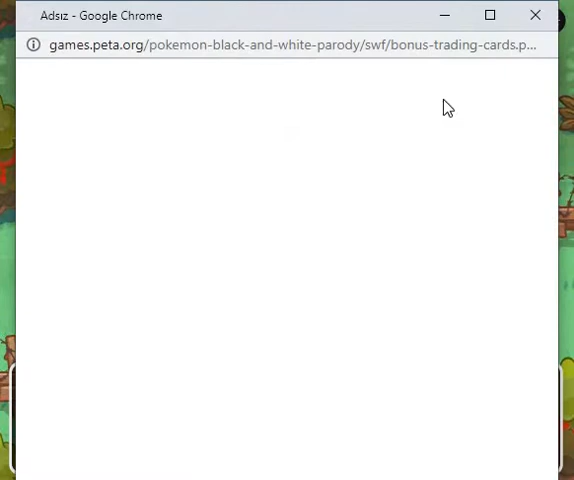 Adsız - Google Chrome
games.peta.org/pokemon-black-and-white-parody/swf/bonus-trading-cards.p...